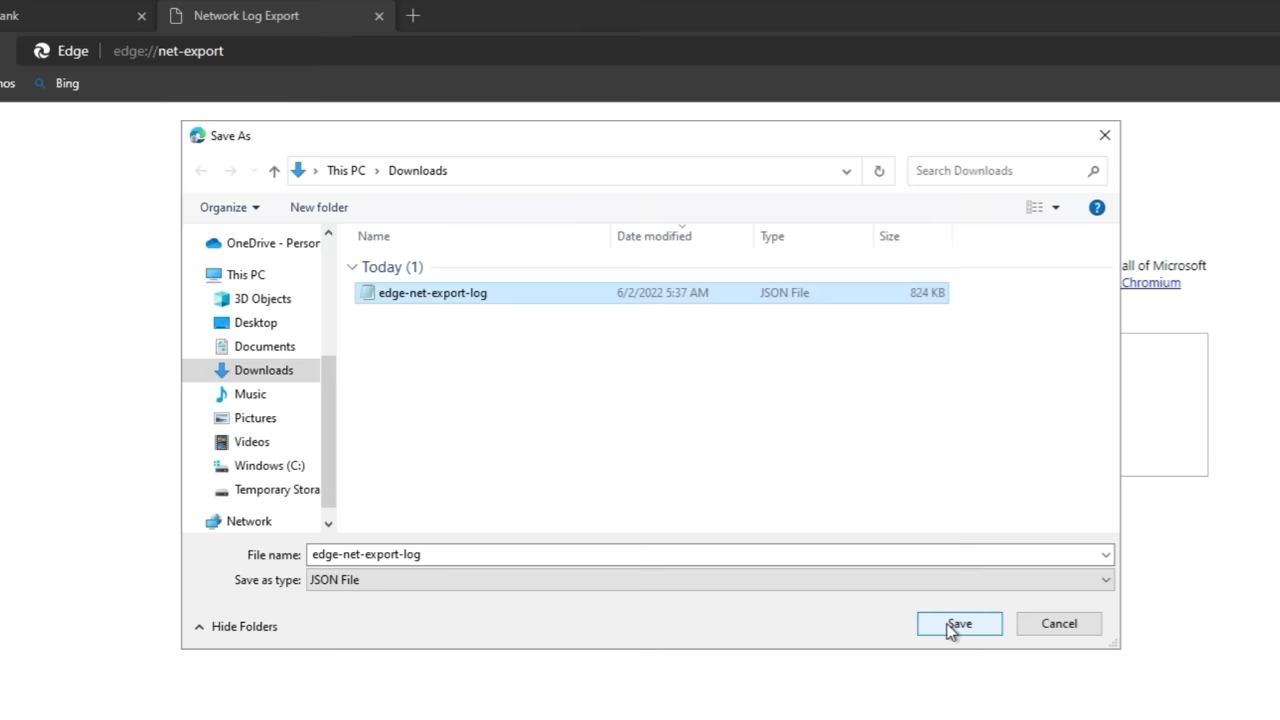 ank
Network Log Export
Edge edge://net-export
nos Bing
Save As
This PC Downloads
Search Downloads
Organize New folder
OneDrive - Person
This PC
3D Objects
Desktop
Documents
Downloads
Music
Pictures
Videos
Windows (C:)
Temporary Stora
Network
Name Date modified Type Size
Today (1)
edge-net-export-log 6/2/2022 5:37 AM JSON File 824 KB
all of Microsoft
Chromium
File name: edge-net-export-log
Save as type: JSON File
Hide Folders
Save Cancel